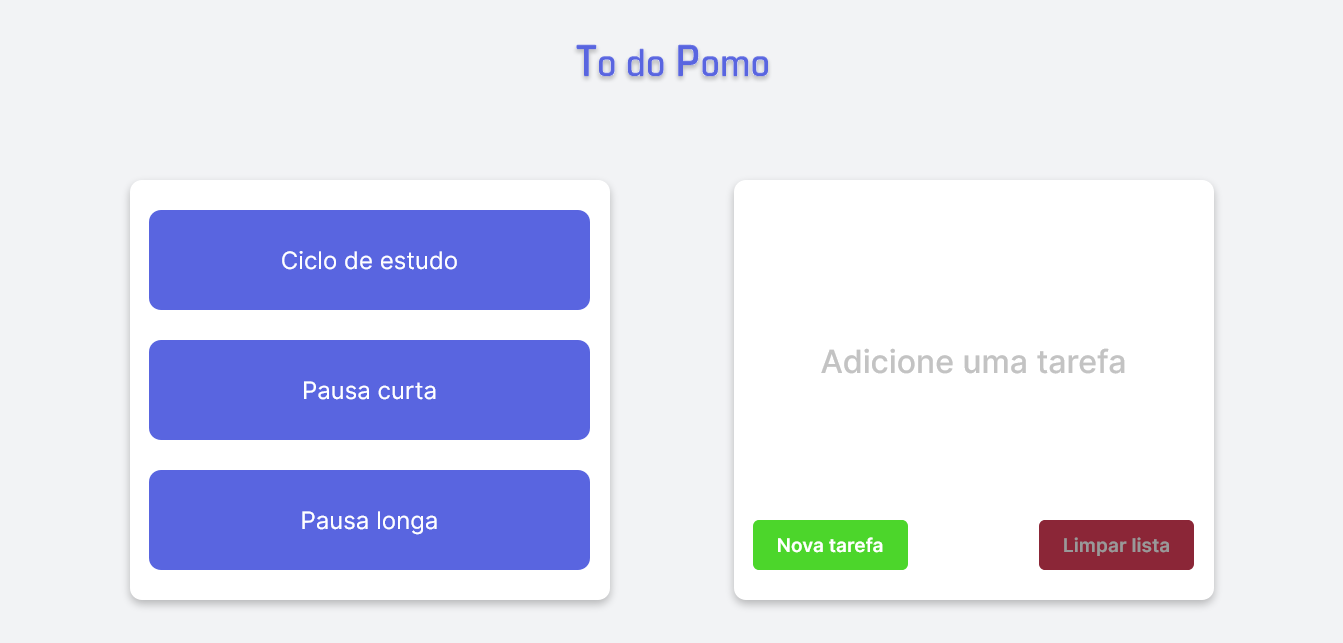 To do Pomo
Ciclo de estudo
Pausa curta
Pausa longa
Adicione uma tarefa
Nova tarefa
Limpar lista